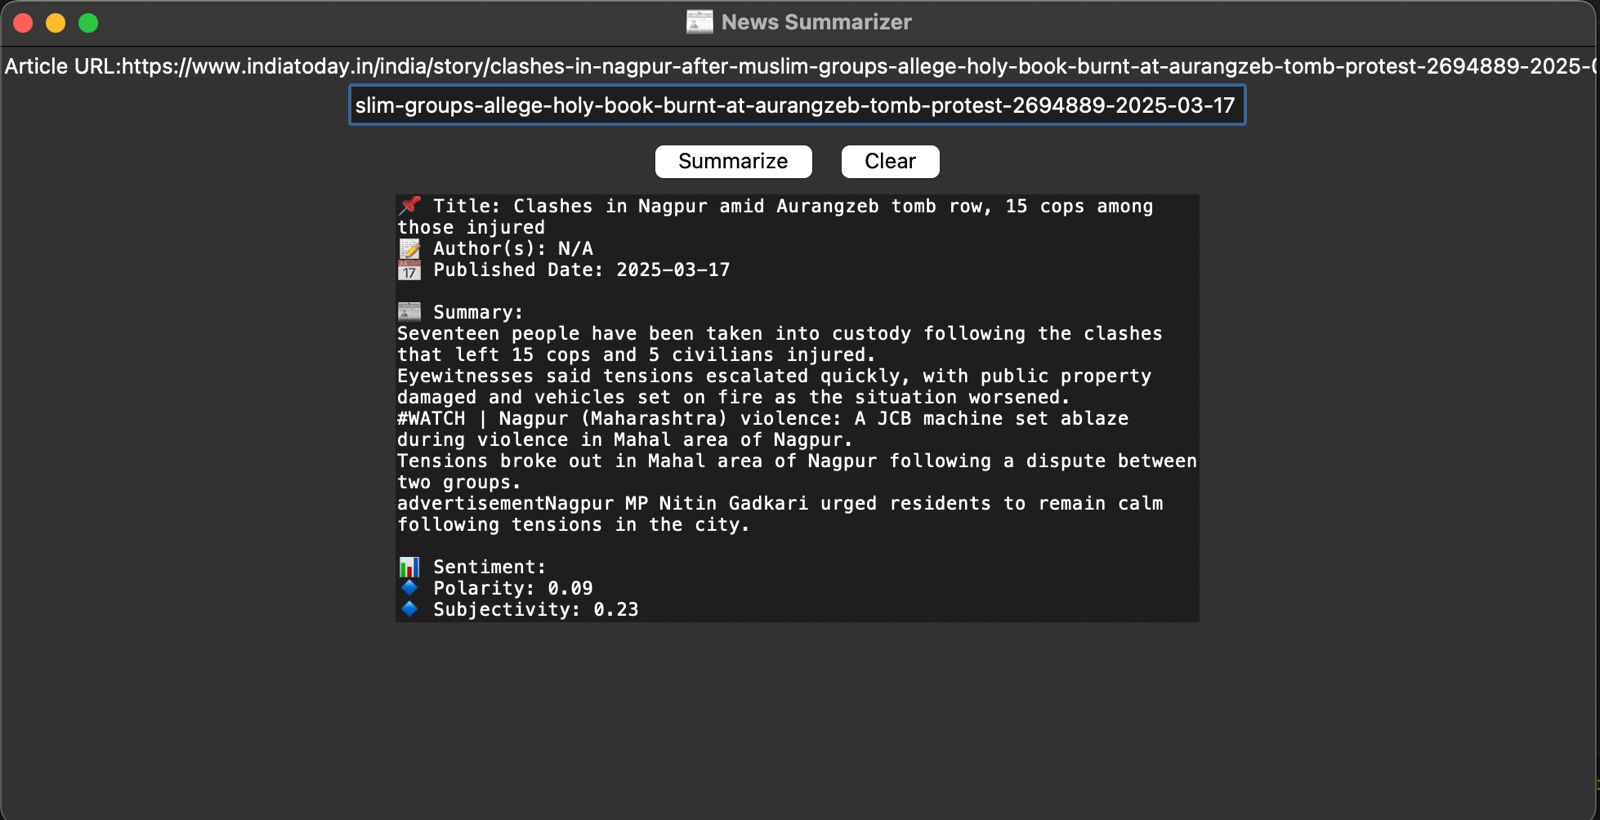 News Summarizer
Article URL:https://www.indiatoday.in/india/story/clashes-in-nagpur-after-muslim-groups-allege-holy-book-burnt-at-aurangzeb-tomb-protest-2694889-2025-0
slim-groups-allege-holy-book-burnt-at-aurangzeb-tomb-protest-2694889-2025-03-17
Summarize Clear
📌 Title: Clashes in Nagpur amid Aurangzeb tomb row, 15 cops among
those injured
📝 Author(s): N/A
📅 Published Date: 2025-03-17
📰 Summary:
Seventeen people have been taken into custody following the clashes
that left 15 cops and 5 civilians injured.
Eyewitnesses said tensions escalated quickly, with public property
damaged and vehicles set on fire as the situation worsened.
#WATCH | Nagpur (Maharashtra) violence: A JCB machine set ablaze
during violence in Mahal area of Nagpur.
Tensions broke out in Mahal area of Nagpur following a dispute between
two groups.
advertisementNagpur MP Nitin Gadkari urged residents to remain calm
following tensions in the city.
📊 Sentiment:
🔹 Polarity: 0.09
🔹 Subjectivity: 0.23